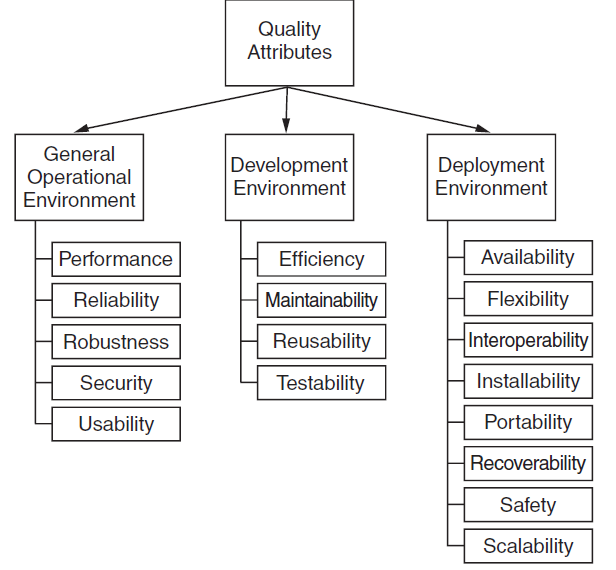 Quality
Attributes
General
Operational
Environment
Performance
Reliability
Robustness
Security
Usability
Development
Environment
Efficiency
Maintainability
Reusability
Testability
Deployment
Environment
Availability
Flexibility
Interoperability
Installability
Portability
Recoverability
Safety
Scalability